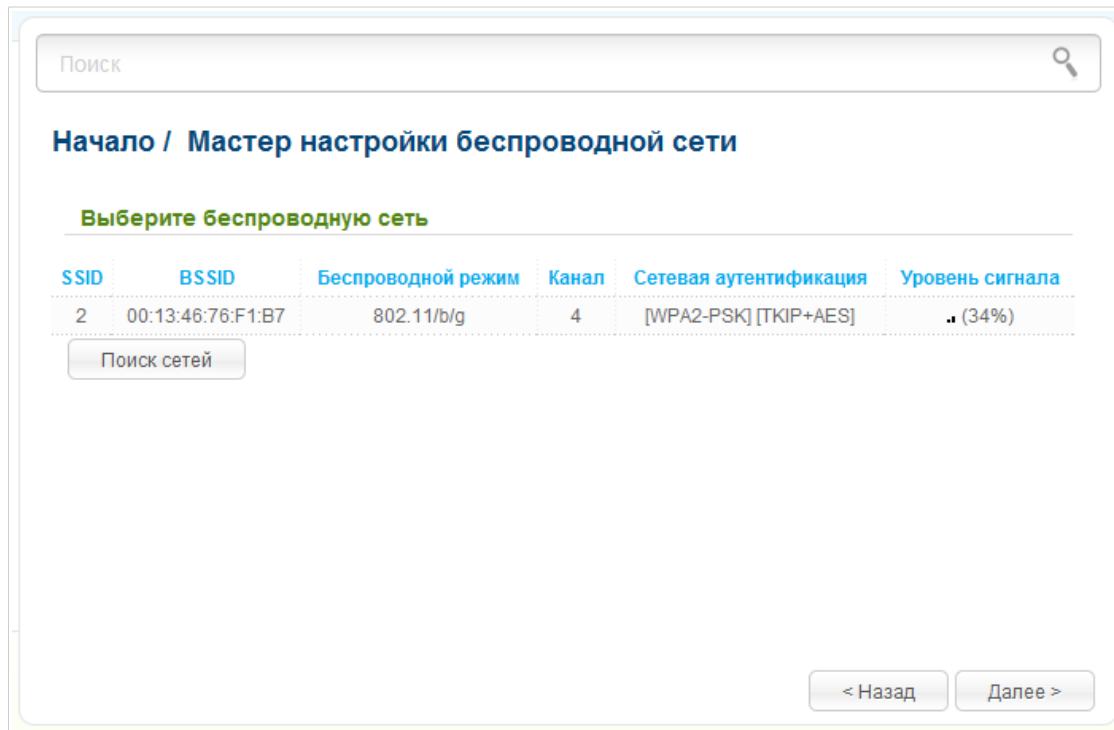 Поиск
Начало / Мастер настройки беспроводной сети
Выберите беспроводную сеть
SSID BSSID Беспроводной режим Канал Сетевая аутентификация Уровень сигнала
2 00:13:46:76:F1:B7 802.11/b/g 4 [WPA2-PSK] [TKIP+AES] (34%)
Поиск сетей
< Назад Далее >